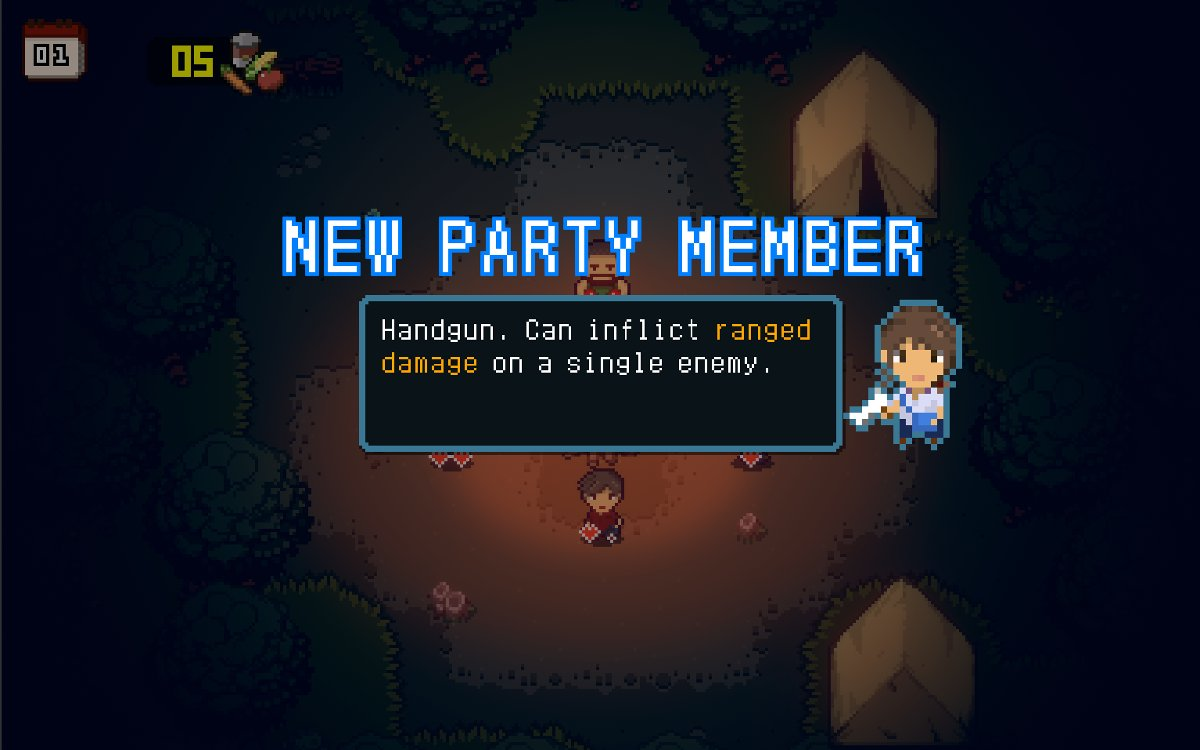 01
05
NEW PARTY MEMBER
Handgun. Can inflict ranged
damage on a single enemy.